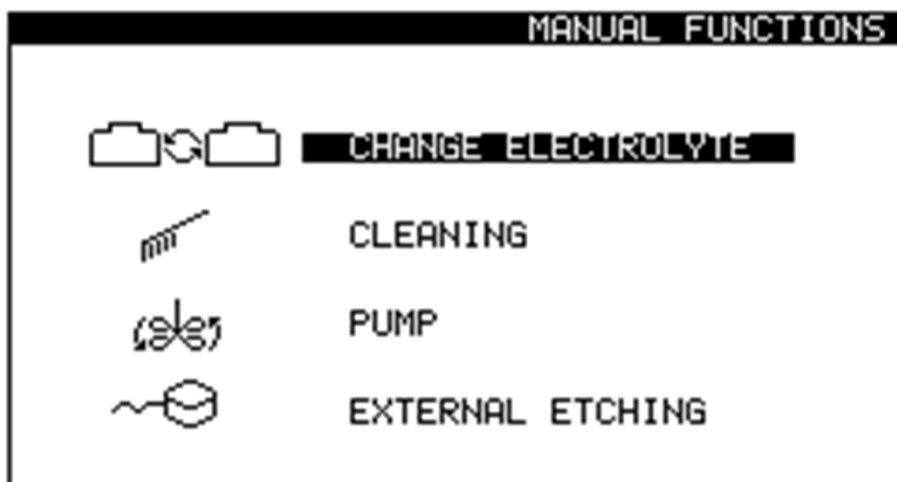 MANUAL FUNCTIONS
CHANGE ELECTROLYTE
CLEANING
PUMP
EXTERNAL ETCHING